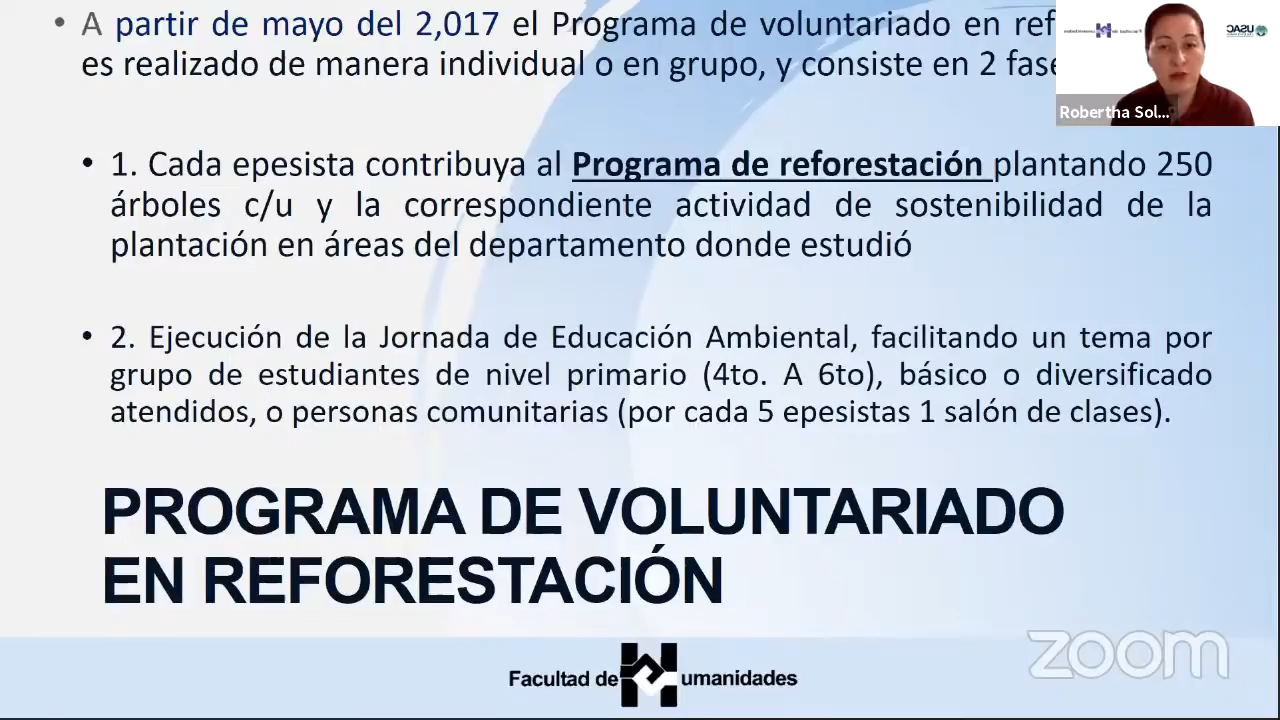 A partir de mayo del 2,017 el Programa de voluntariado en
es realizado de manera individual o en grupo, y consiste en 2
Robertha Sol...
• 1. Cada epesista contribuya al Programa de reforestación plantando 250
árboles c/u y la correspondiente actividad de sostenibilidad de la
plantación en áreas del departamento donde estudió
• 2. Ejecución de la Jornada de Educación Ambiental, facilitando un tema por
grupo de estudiantes de nivel primario (4to. A 6to), básico o diversificado
atendidos, o personas comunitarias (por cada 5 epesistas 1 salón de clases).
PROGRAMA DE VOLUNTARIADO
EN REFORESTACIÓN
zoom
Facultad de Humanidades